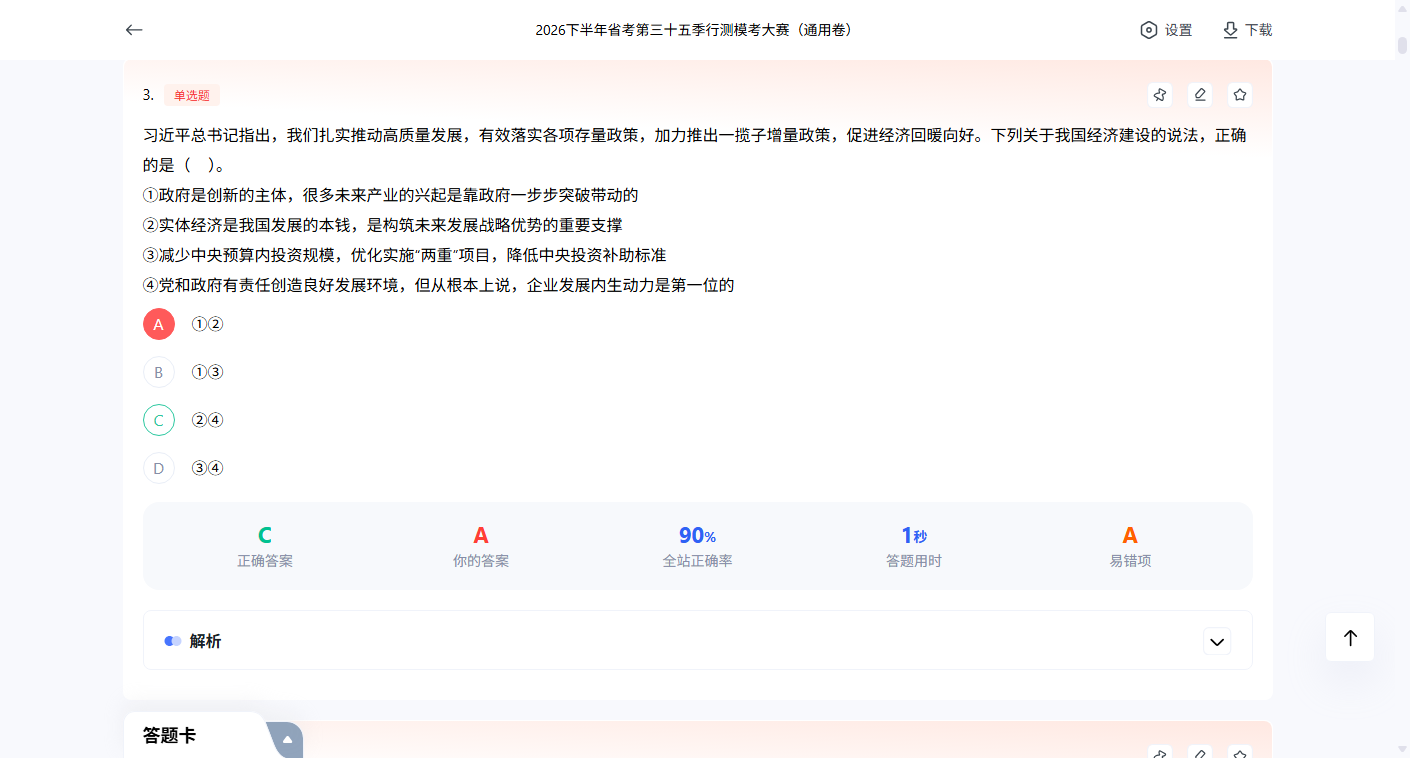 2026下半年省考第三十五季行测模考大赛（通用卷）
设置
下载
3. 单选题
习近平总书记指出，我们扎实推动高质量发展，有效落实各项存量政策，加力推出一揽子增量政策，促进经济回暖向好。下列关于我国经济建设的说法，正确
的是（　）。
①政府是创新的主体，很多未来产业的兴起是靠政府一步步突破带动的
②实体经济是我国发展的本钱，是构筑未来发展战略优势的重要支撑
③减少中央预算内投资规模，优化实施“两重”项目，降低中央投资补助标准
④党和政府有责任创造良好发展环境，但从根本上说，企业发展内生动力是第一位的
A ①②
B ①③
C ②④
D ③④
C A 90% 1秒 A
正确答案 你的答案 全站正确率 答题用时 易错项
解析
答题卡